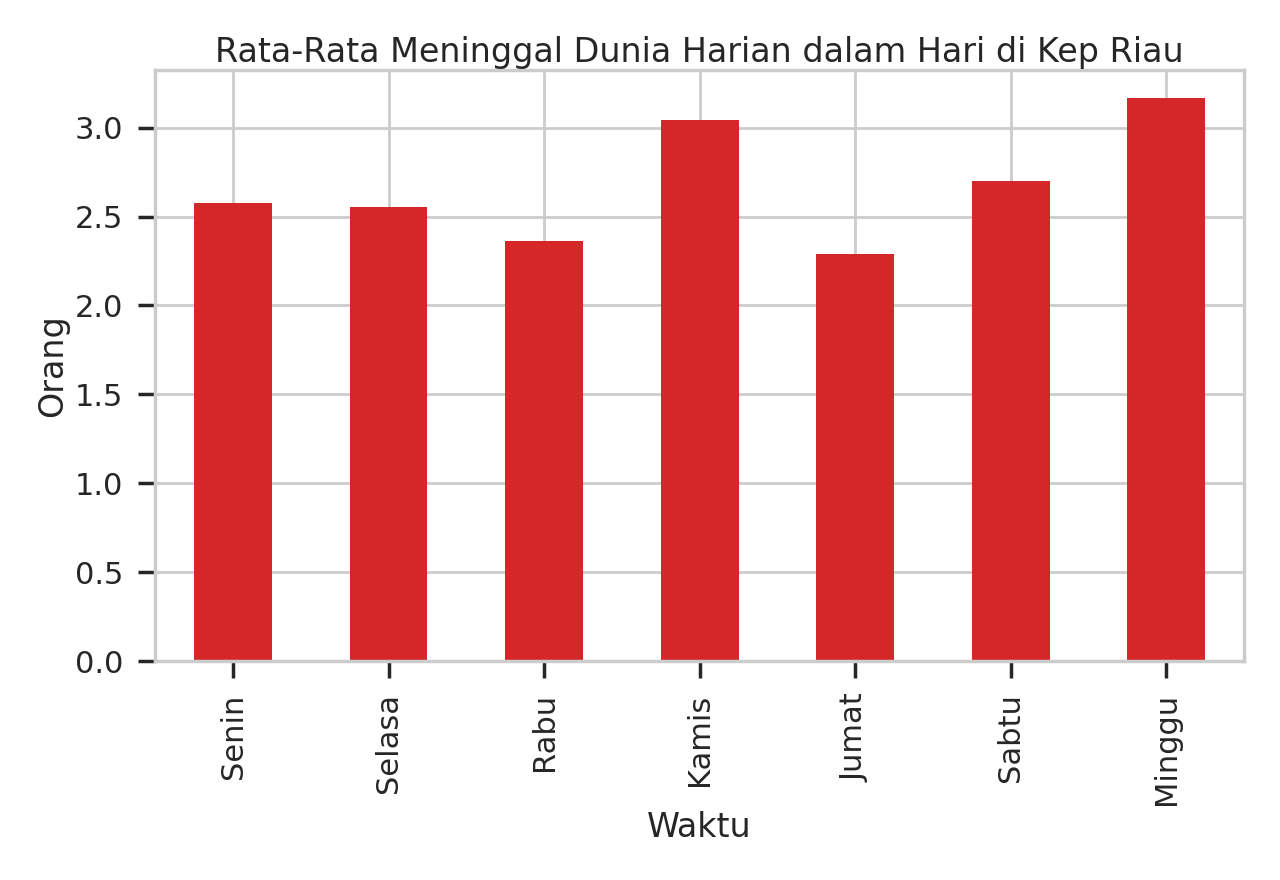 Rata-Rata Meninggal Dunia Harian dalam Hari di Kep Riau
3.0
2.5
2.0
1.5
1.0
0.5
0.0
Orang
Senin
Selasa
Rabu
Kamis
Jumat
Sabtu
Minggu
Waktu